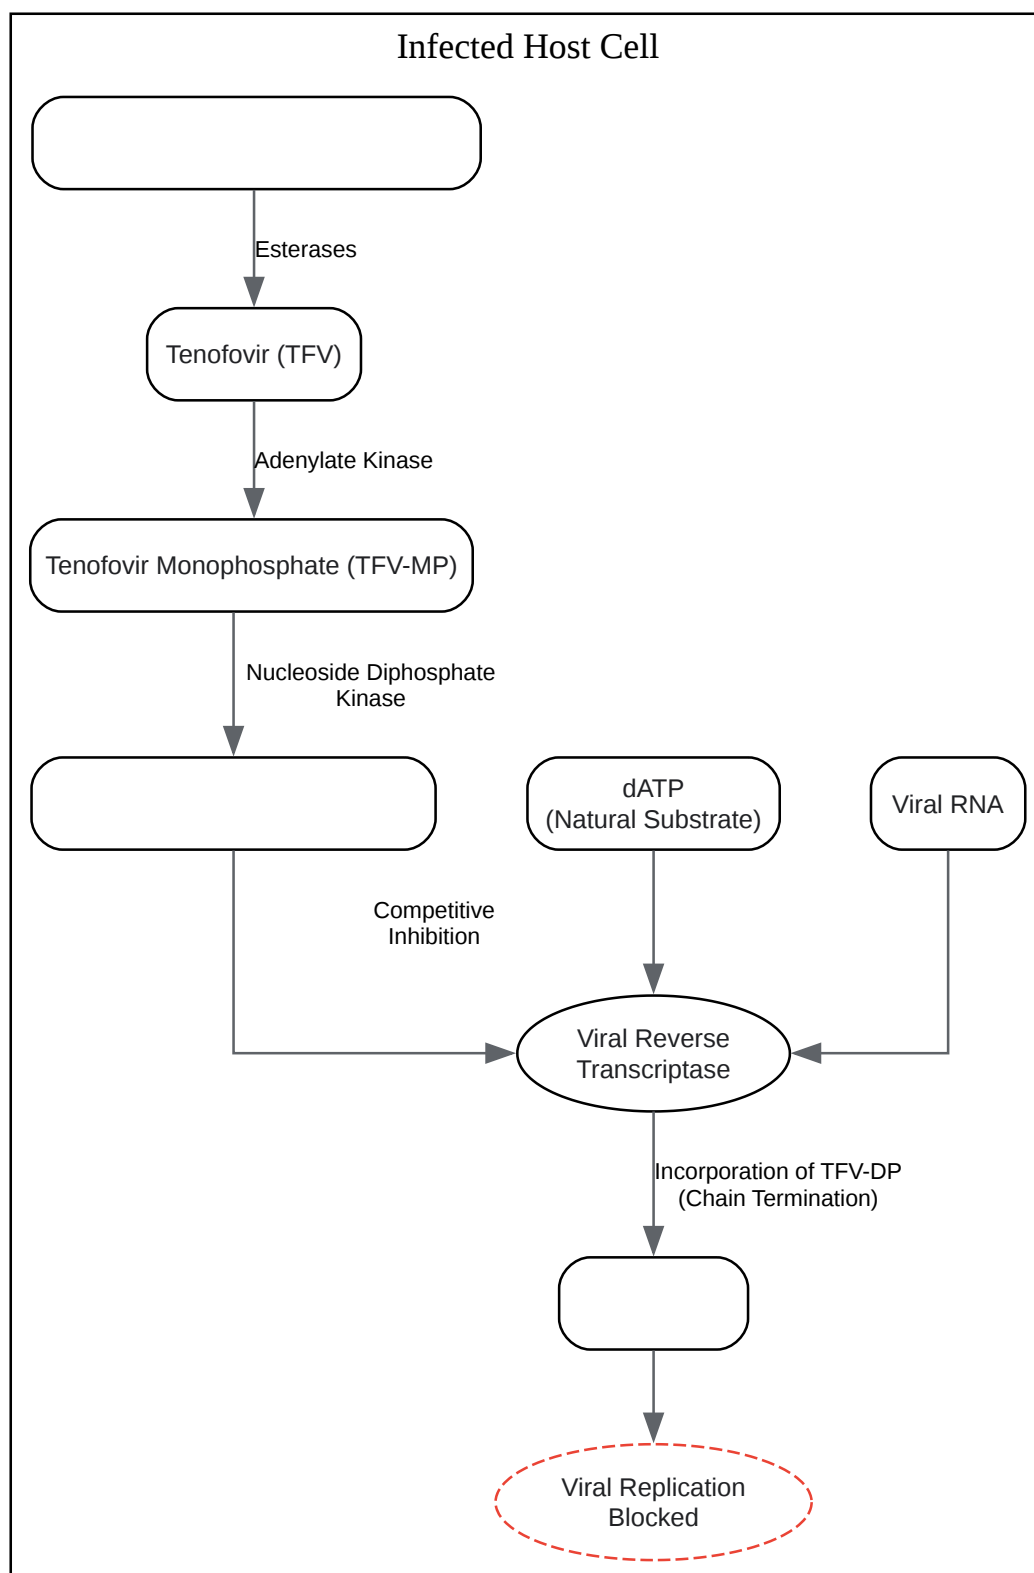 Infected Host Cell
Esterases
Tenofovir (TFV)
Adenylate Kinase
Tenofovir Monophosphate (TFV-MP)
Nucleoside Diphosphate
Kinase
dATP
(Natural Substrate)
Viral RNA
Competitive
Inhibition
Viral Reverse
Transcriptase
Incorporation of TFV-DP
(Chain Termination)
Viral Replication
Blocked